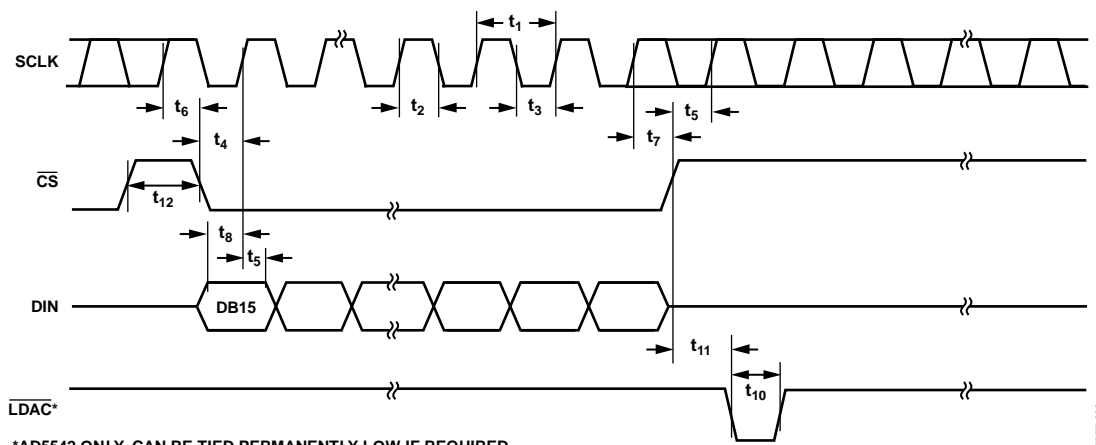 t1
SCLK
t6
t2
t3
t5
t4
t7
CS
t12
t8
t5
DIN
DB15
t11
t10
LDAC*
*AD5542 ONLY. CAN BE TIED PERMANENTLY LOW IF REQUIRED.